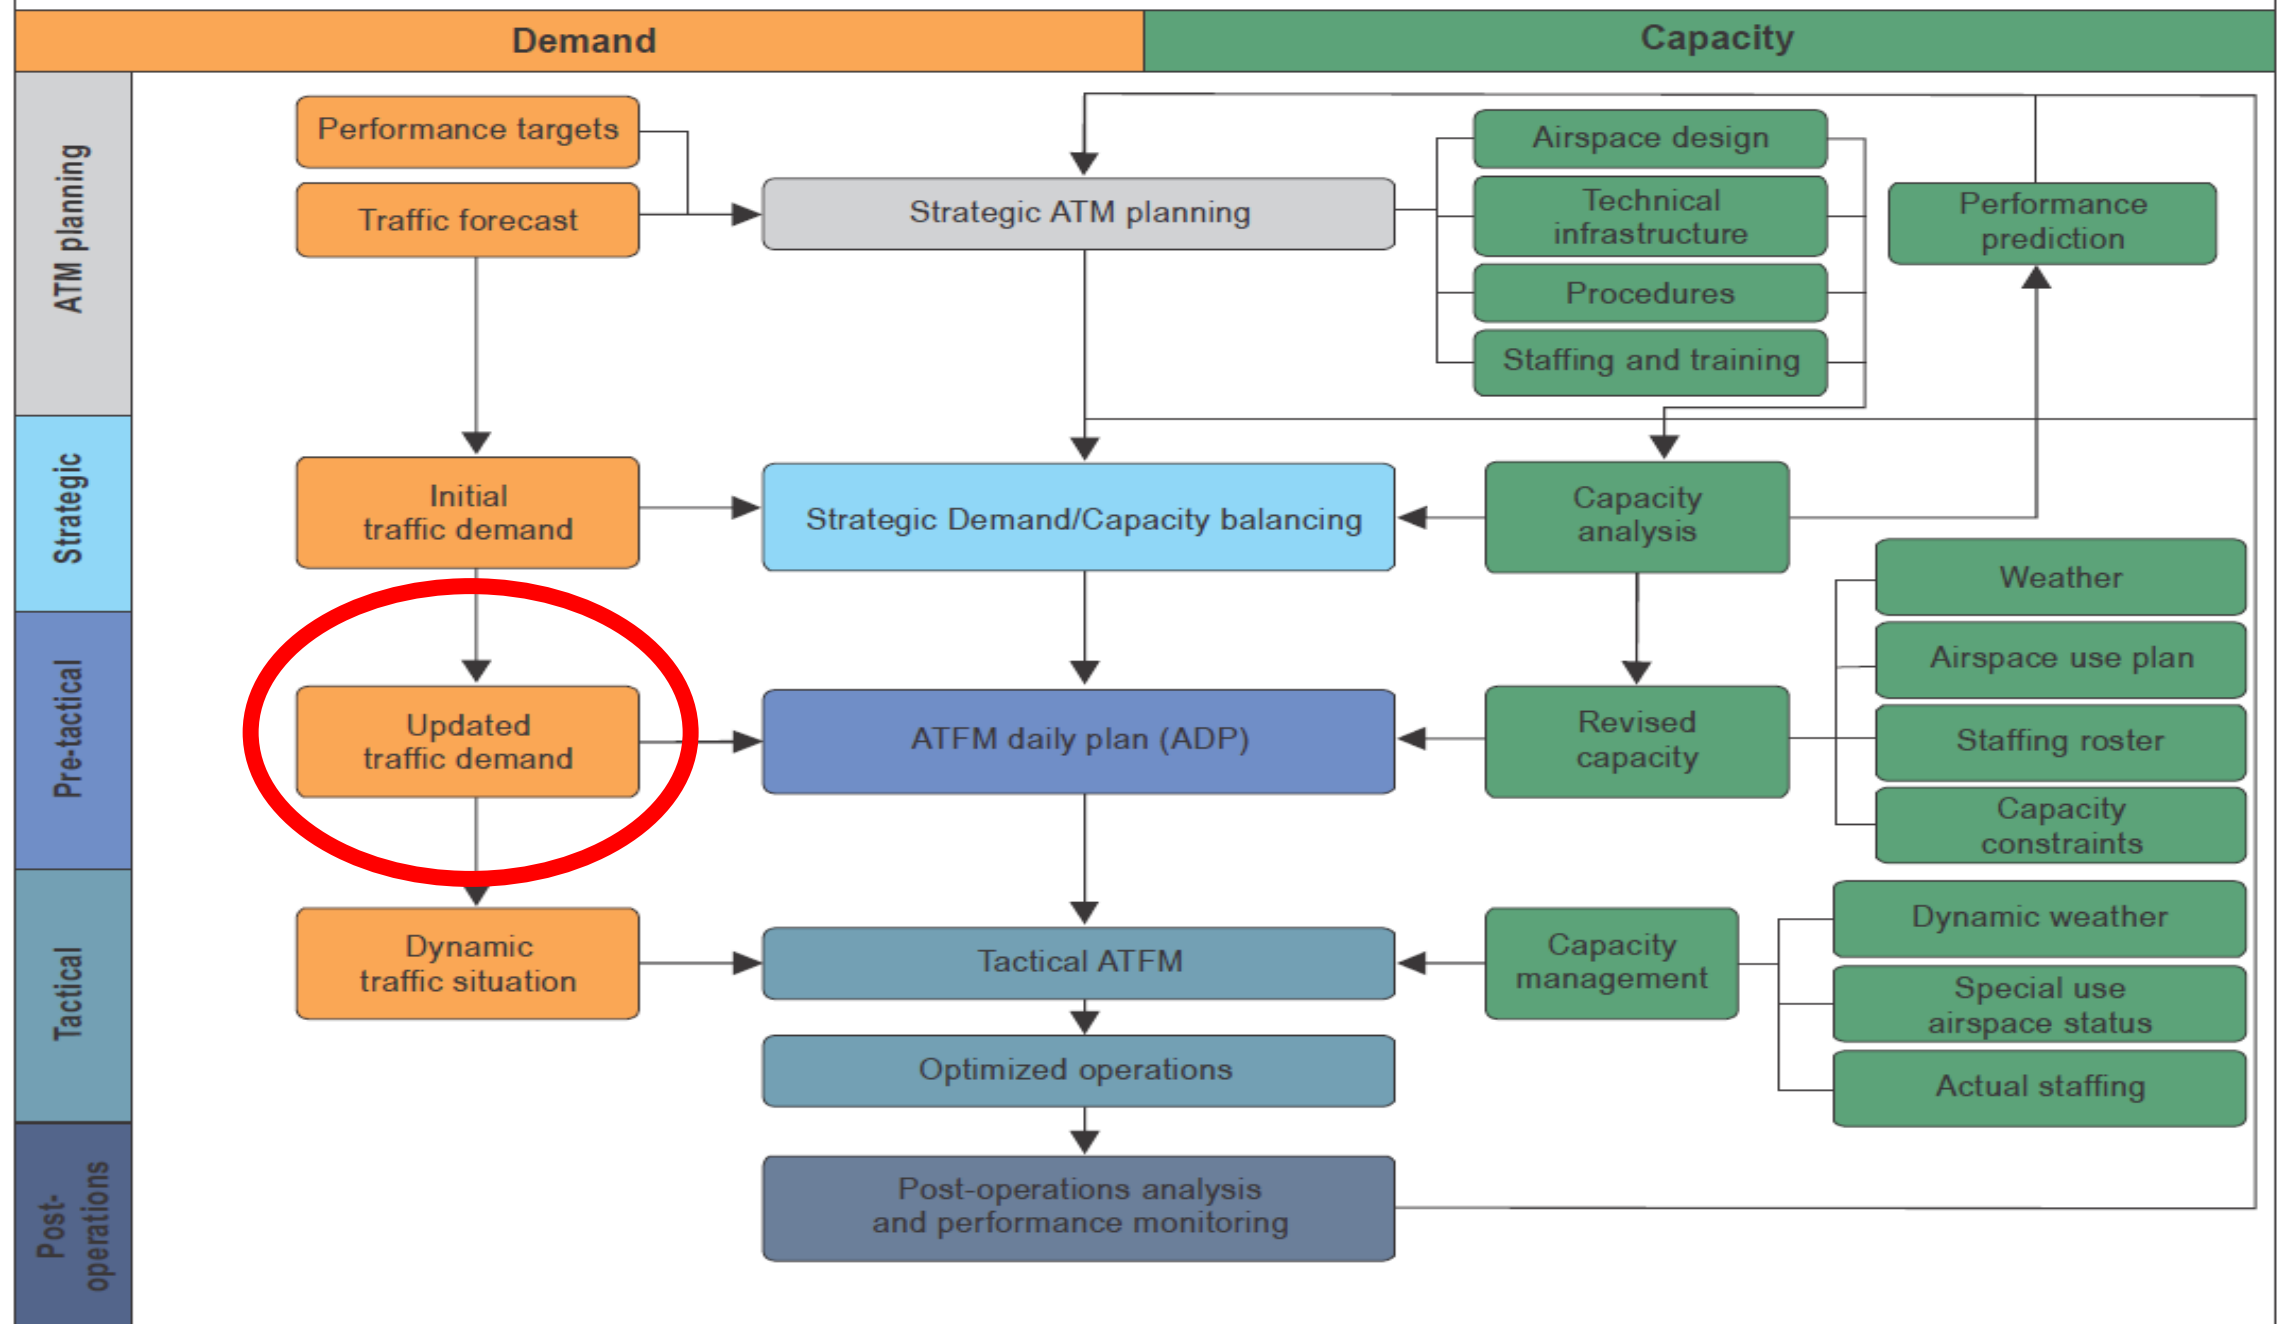 Demand
Capacity
ATM planning
Performance targets
Traffic forecast
Strategic ATM planning
Airspace design
Technical
infrastructure
Procedures
Staffing and training
Performance
prediction
Strategic
Initial
traffic demand
Strategic Demand/Capacity balancing
Capacity
analysis
Pre-tactical
Updated
traffic demand
ATFM daily plan (ADP)
Revised
capacity
Weather
Airspace use plan
Staffing roster
Capacity
constraints
Tactical
Dynamic
traffic situation
Tactical ATFM
Capacity
management
Dynamic weather
Special use
airspace status
Actual staffing
Optimized operations
Post-
operations
Post-operations analysis
and performance monitoring